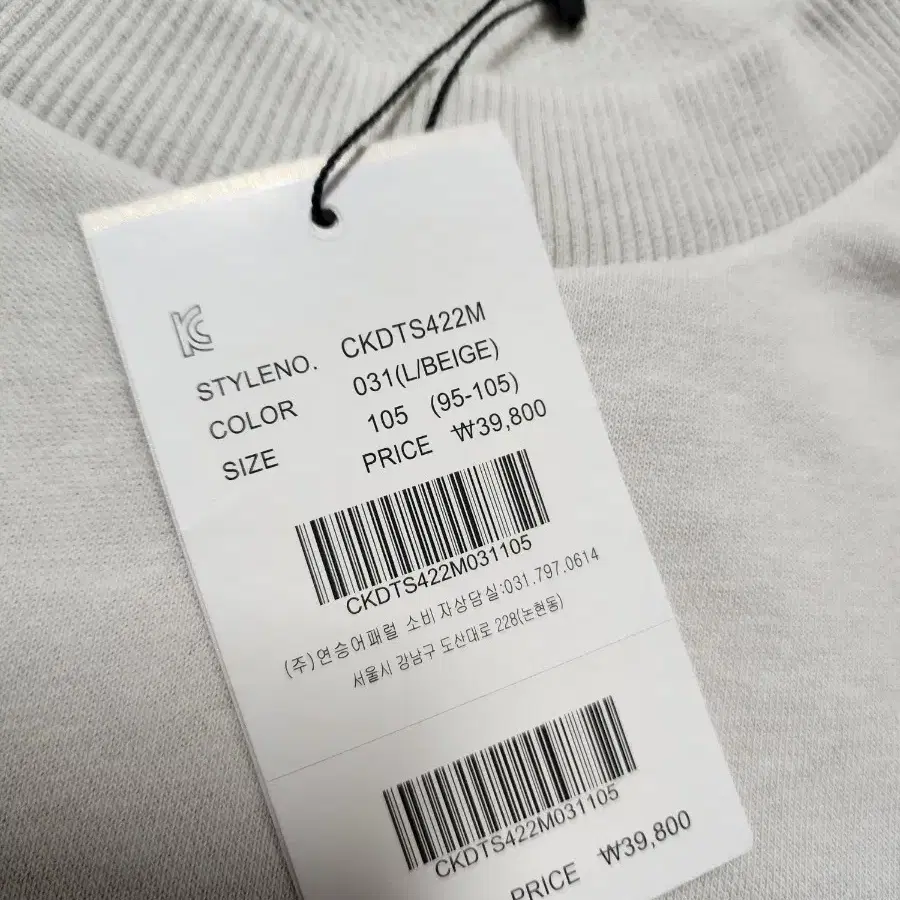 KC
STYLENO. CKDTS422M
COLOR 031(L/BEIGE)
SIZE 105 (95-105)
PRICE ₩39,800
CKDTS422M031105
(주)연승어패럴 소비자상담실:031.797.0614
서울시 강남구 도산대로 228(논현동)
CKDTS422M031105
PRICE ₩39,800